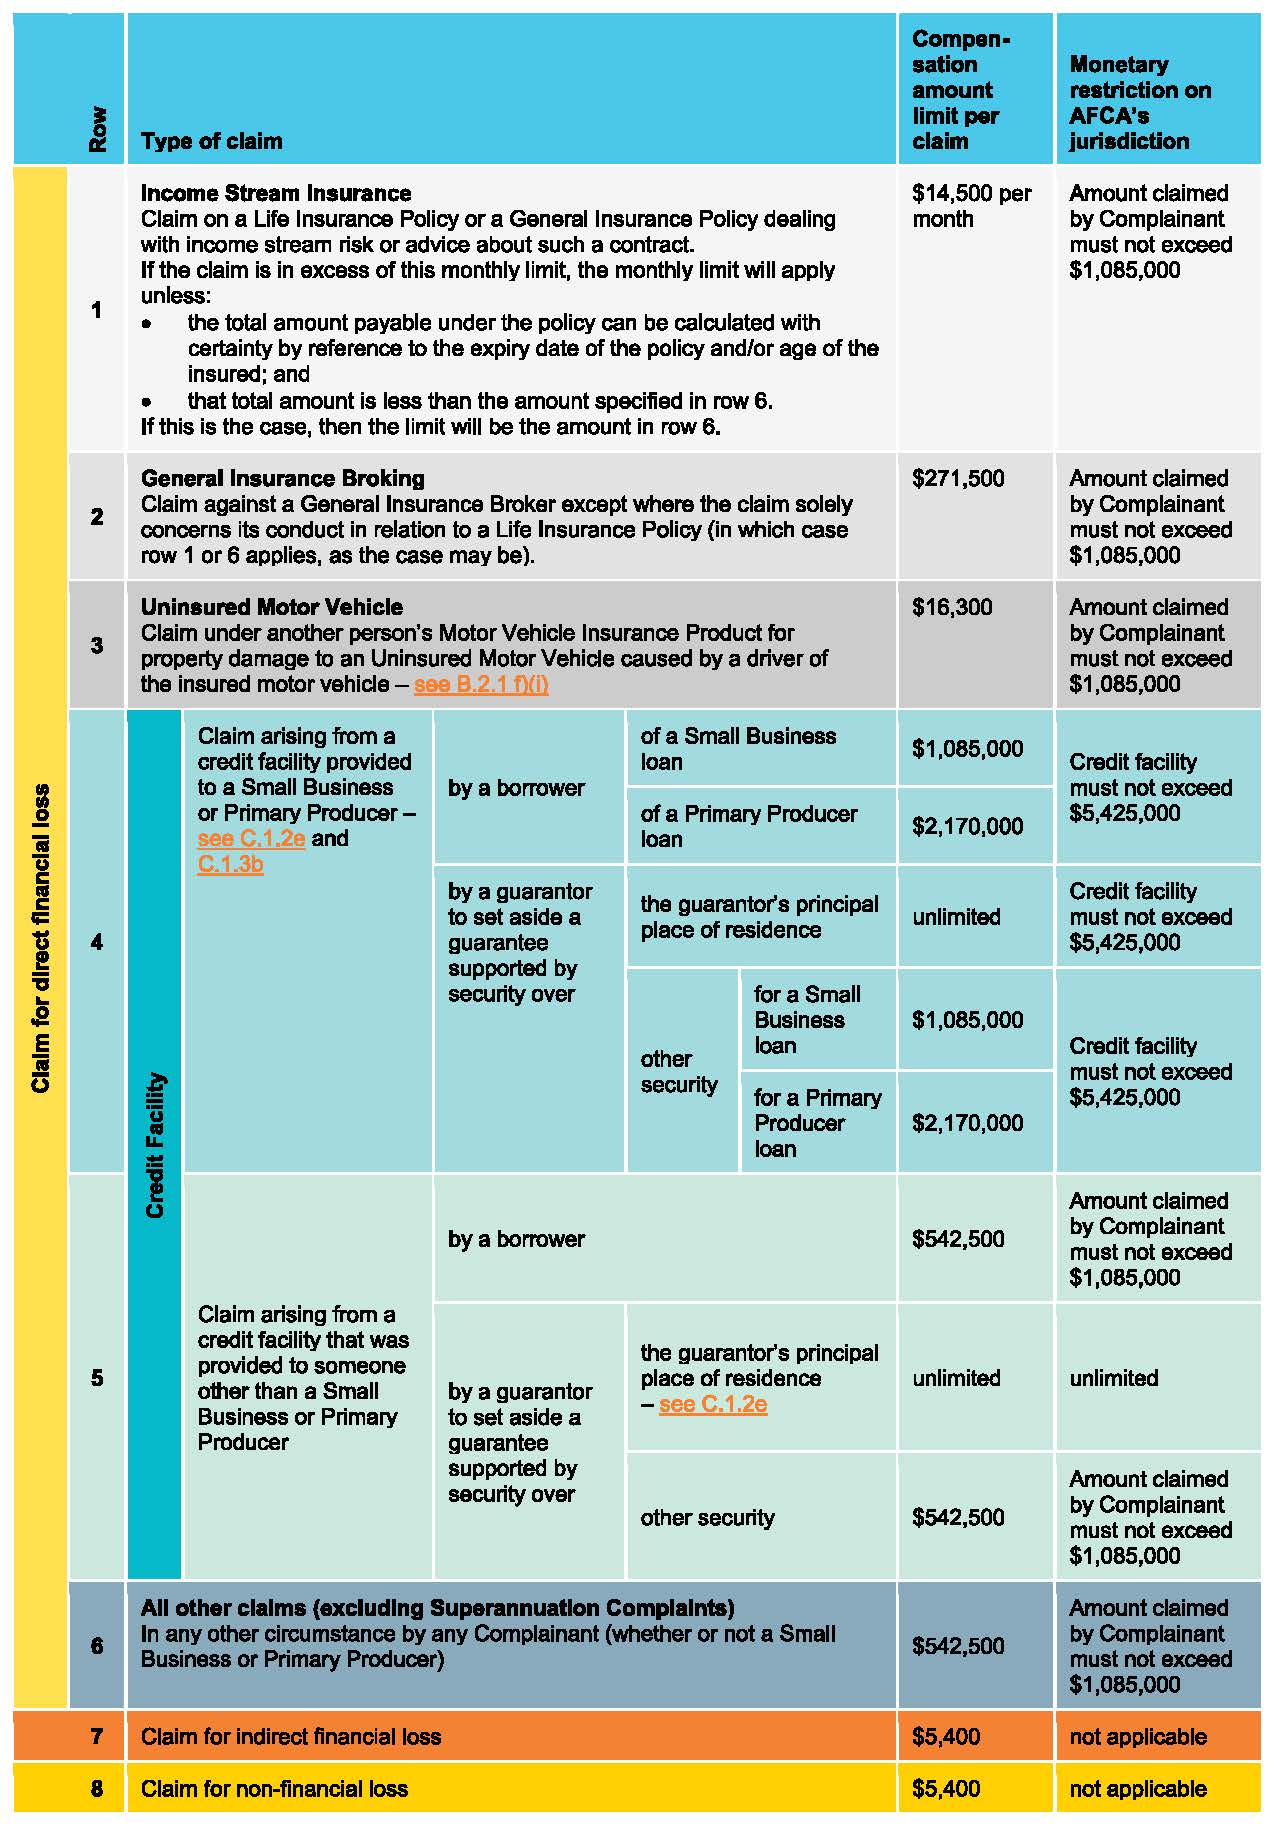 Row
Type of claim
Compen-
sation
amount
limit per
claim
Monetary
restriction on
AFCA's
jurisdiction
Claim for direct financial loss
1
Income Stream Insurance
Claim on a Life Insurance Policy or a General Insurance Policy dealing
with income stream risk or advice about such a contract.
If the claim is in excess of this monthly limit, the monthly limit will apply
unless:
• the total amount payable under the policy can be calculated with
certainty by reference to the expiry date of the policy and/or age of the
insured; and
• that total amount is less than the amount specified in row 6.
If this is the case, then the limit will be the amount in row 6.
$14,500 per
month
Amount claimed
by Complainant
must not exceed
$1,085,000
2
General Insurance Broking
Claim against a General Insurance Broker except where the claim solely
concerns its conduct in relation to a Life Insurance Policy (in which case
row 1 or 6 applies, as the case may be).
$271,500
Amount claimed
by Complainant
must not exceed
$1,085,000
3
Uninsured Motor Vehicle
Claim under another person's Motor Vehicle Insurance Product for
property damage to an Uninsured Motor Vehicle caused by a driver of
the insured motor vehicle – see B.2.1 f)(i)
$16,300
Amount claimed
by Complainant
must not exceed
$1,085,000
4
Credit Facility
Claim arising from a
credit facility provided
to a Small Business
or Primary Producer –
see C.1.2e and
C.1.3b
by a borrower
of a Small Business
loan
$1,085,000
of a Primary Producer
loan
$2,170,000
Credit facility
must not exceed
$5,425,000
by a guarantor
to set aside a
guarantee
supported by
security over
the guarantor's principal
place of residence
unlimited
Credit facility
must not exceed
$5,425,000
other
security
for a Small
Business
loan
$1,085,000
for a Primary
Producer
loan
$2,170,000
Credit facility
must not exceed
$5,425,000
5
Claim arising from a
credit facility that was
provided to someone
other than a Small
Business or Primary
Producer
by a borrower
$542,500
Amount claimed
by Complainant
must not exceed
$1,085,000
by a guarantor
to set aside a
guarantee
supported by
security over
the guarantor's principal
place of residence
– see C.1.2e
unlimited
unlimited
other security
$542,500
Amount claimed
by Complainant
must not exceed
$1,085,000
6
All other claims (excluding Superannuation Complaints)
In any other circumstance by any Complainant (whether or not a Small
Business or Primary Producer)
$542,500
Amount claimed
by Complainant
must not exceed
$1,085,000
7
Claim for indirect financial loss
$5,400
not applicable
8
Claim for non-financial loss
$5,400
not applicable